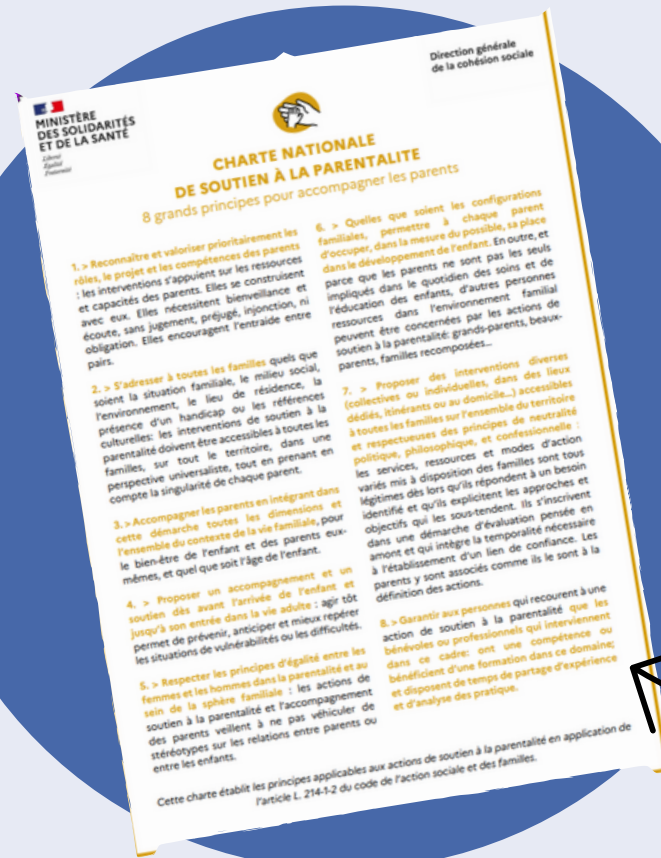 MINISTÈRE
DES SOLIDARITÉS
ET DE LA SANTÉ
Liberté
Égalité
Fraternité
Direction générale
de la cohésion sociale
CHARTE NATIONALE
DE SOUTIEN À LA PARENTALITE
8 grands principes pour accompagner les parents
1. > Reconnaître et valoriser prioritairement les
rôles, le projet et les compétences des parents
: les interventions s'appuient sur les ressources
et capacités des parents. Elles se construisent
avec eux. Elles nécessitent bienveillance et
écoute, sans jugement, préjugé, injonction, ni
obligation. Elles encouragent l'entraide entre
pairs.
2. > S'adresser à toutes les familles quels que
soient la situation familiale, le milieu social,
l'environnement, le lieu de résidence, la
présence d'un handicap ou les références
culturelles: les interventions de soutien à la
parentalité doivent être accessibles à toutes les
familles, sur tout le territoire, dans une
perspective universaliste, tout en prenant en
compte la singularité de chaque parent.
3. > Accompagner les parents en intégrant dans
cette démarche toutes les dimensions et
l'ensemble du contexte de la vie familiale, pour
le bien-être de l'enfant et des parents eux-
mêmes, et quel que soit l'âge de l'enfant.
4. > Proposer un accompagnement et un
soutien dès avant l'arrivée de l'enfant et
jusqu'à son entrée dans la vie adulte : agir tôt
permet de prévenir, anticiper et mieux repérer
les situations de vulnérabilités ou les difficultés.
5. > Respecter les principes d'égalité entre les
femmes et les hommes dans la parentalité et au
sein de la sphère familiale : les actions de
soutien à la parentalité et l'accompagnement
des parents veillent à ne pas véhiculer de
stéréotypes sur les relations entre parents ou
entre les enfants.
6. > Quelles que soient les configurations
familiales, permettre à chaque parent
d'occuper, dans la mesure du possible, sa place
dans le développement de l'enfant. En outre, et
parce que les parents ne sont pas les seuls
impliqués dans le quotidien des soins et de
l'éducation des enfants, d'autres personnes
ressources dans l'environnement familial
peuvent être concernées par les actions de
soutien à la parentalité: grands-parents, beaux-
parents, familles recomposées...
7. > Proposer des interventions diverses
(collectives ou individuelles, dans des lieux
dédiés, itinérants ou au domicile...) accessibles
à toutes les familles sur l'ensemble du territoire
et respectueuses des principes de neutralité
politique, philosophique, et confessionnelle :
les services, ressources et modes d'action
variés mis à disposition des familles sont tous
légitimes dès lors qu'ils répondent à un besoin
identifié et qu'ils explicitent les approches et
objectifs qui les sous-tendent. Ils s'inscrivent
dans une démarche d'évaluation pensée en
amont et qui intègre la temporalité nécessaire
à l'établissement d'un lien de confiance. Les
parents y sont associés comme ils le sont à la
définition des actions.
8. > Garantir aux personnes qui recourent à une
action de soutien à la parentalité que les
bénévoles ou professionnels qui interviennent
dans ce cadre: ont une compétence ou
bénéficient d'une formation dans ce domaine;
et disposent de temps de partage d'expérience
et d'analyse des pratique.
Cette charte établit les principes applicables aux actions de soutien à la parentalité en application de
l'article L. 214-1-2 du code de l'action sociale et des familles.